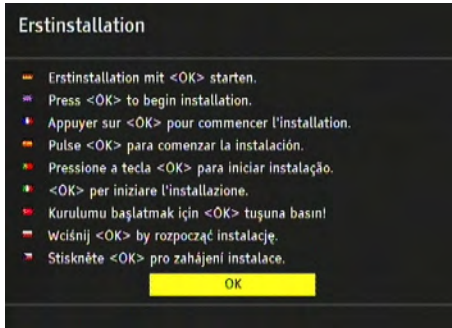 Erstinstallation
Erstinstallation mit <OK> starten.
Press <OK> to begin installation.
Appuyer sur <OK> pour commencer l'installation.
Pulse <OK> para comenzar la instalación.
Pressione a tecla <OK> para iniciar instalação.
<OK> per iniziare l'installazione.
Kurulumu başlatmak için <OK> tuşuna basın!
Wciśnij <OK> by rozpocząć instalację.
Stiskněte <OK> pro zahájení instalace.
OK